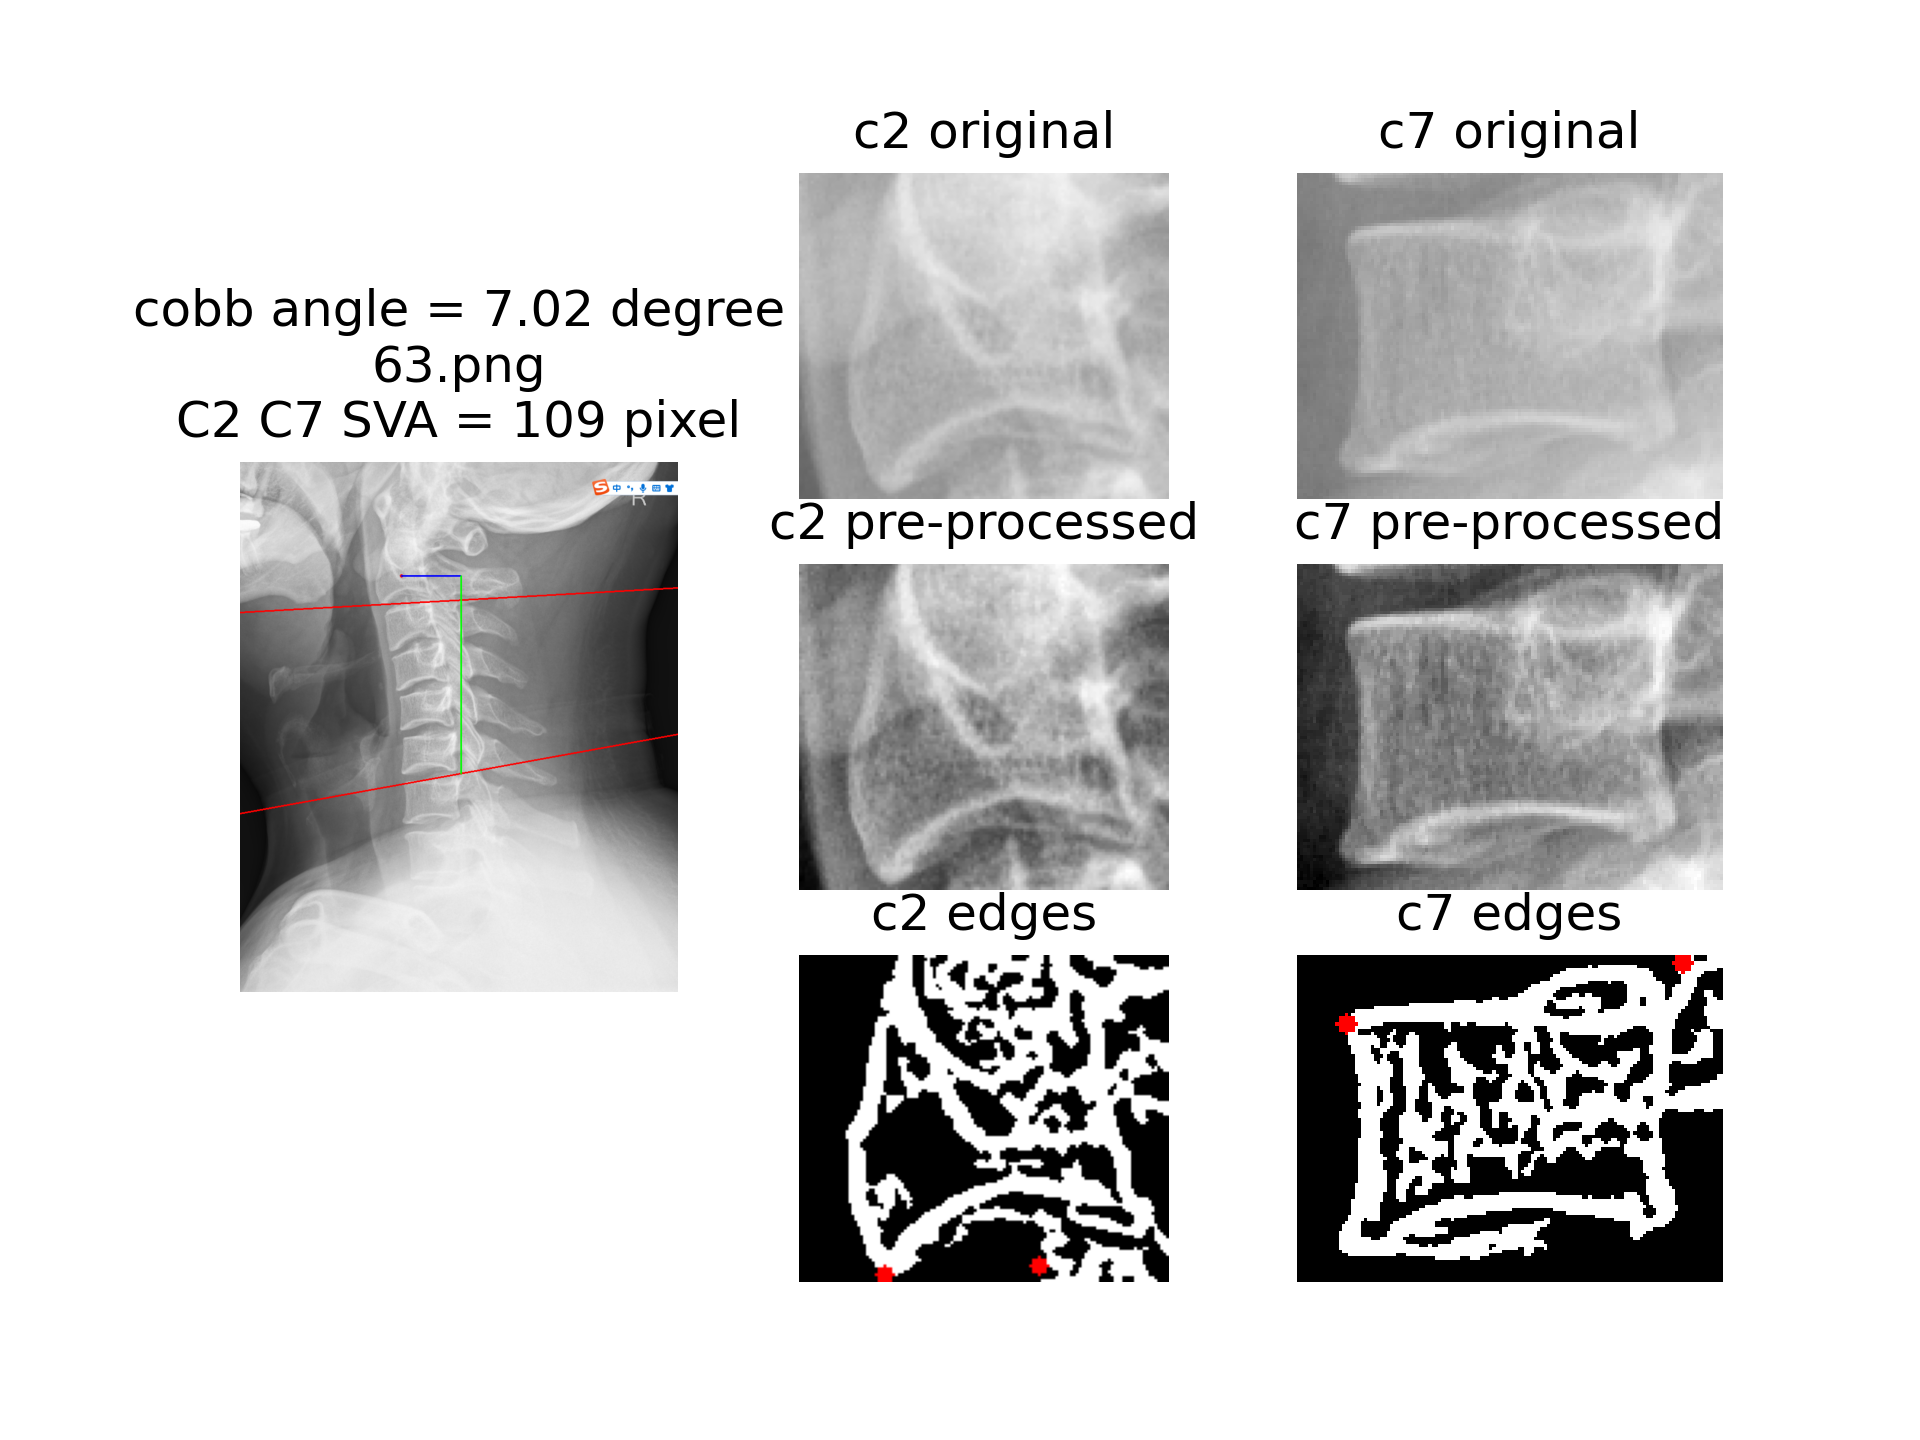 cobb angle = 7.02 degree
63.png
C2 C7 SVA = 109 pixel
S 中
R
c2 original
c7 original
c2 pre-processed
c7 pre-processed
c2 edges
c7 edges